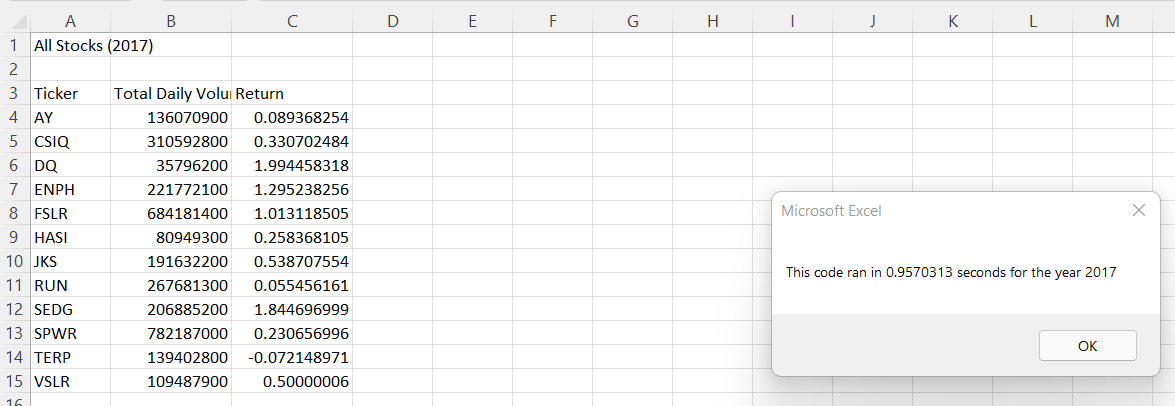 A B C D E F G H I J K L M
1 All Stocks (2017)
2
3 Ticker Total Daily Volu Return
4 AY 136070900 0.089368254
5 CSIQ 310592800 0.330702484
6 DQ 35796200 1.994458318
7 ENPH 221772100 1.295238256
8 FSLR 684181400 1.013118505
9 HASI 80949300 0.258368105
10 JKS 191632200 0.538707554
11 RUN 267681300 0.055456161
12 SEDG 206885200 1.844696999
13 SPWR 782187000 0.230656996
14 TERP 139402800 -0.072148971
15 VSLR 109487900 0.50000006
16
Microsoft Excel
This code ran in 0.9570313 seconds for the year 2017
OK